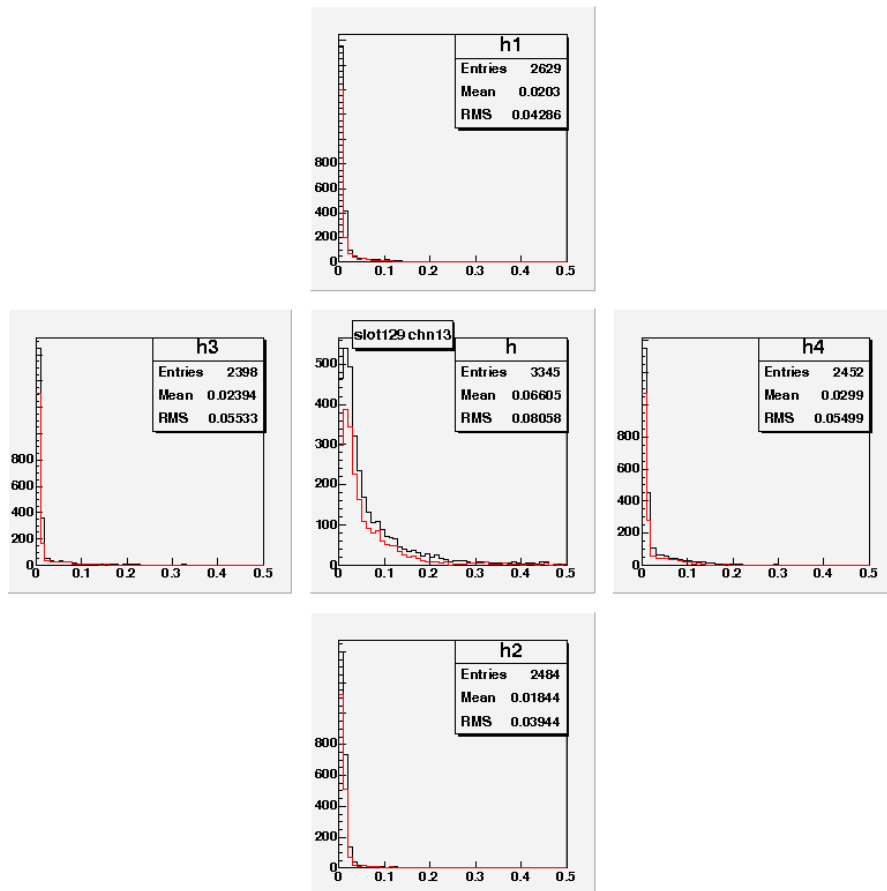 h1
Entries 2629
Mean 0.0203
RMS 0.04286
800
600
400
200
0
0 0.1 0.2 0.3 0.4 0.5
h3
Entries 2398
Mean 0.02394
RMS 0.05533
800
600
400
200
0
0 0.1 0.2 0.3 0.4 0.5
slot129 chn13
h
Entries 3345
Mean 0.06605
RMS 0.08058
500
400
300
200
100
0
0 0.1 0.2 0.3 0.4 0.5
h4
Entries 2452
Mean 0.0299
RMS 0.05499
800
600
400
200
0
0 0.1 0.2 0.3 0.4 0.5
h2
Entries 2484
Mean 0.01844
RMS 0.03944
800
600
400
200
0
0 0.1 0.2 0.3 0.4 0.5